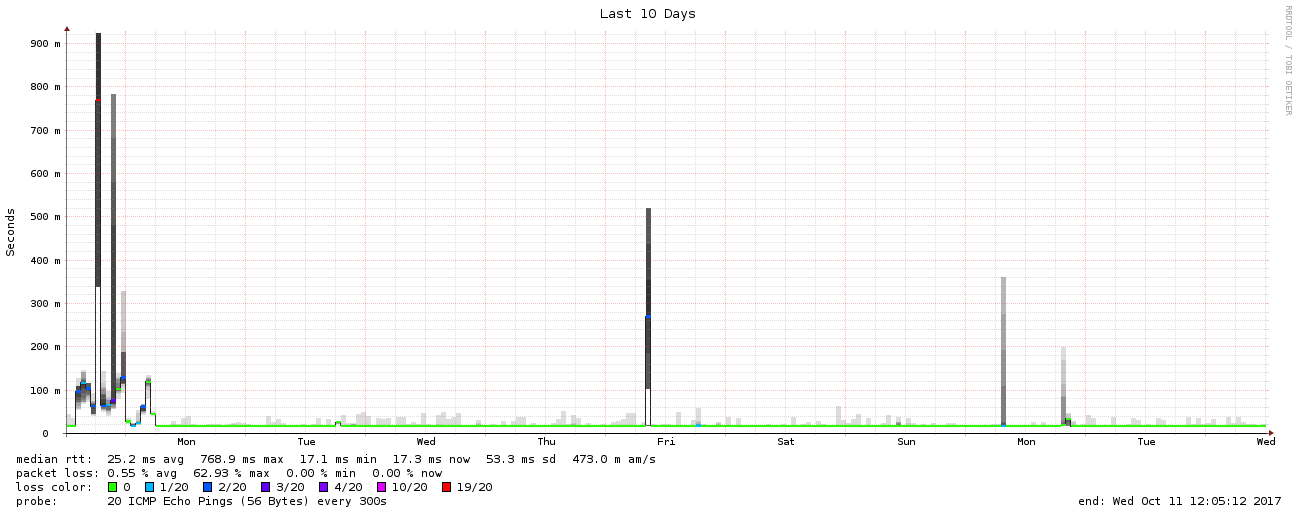 Last 10 Days
RRDTOOL / TOBI OETIKER
Seconds
900 m
800 m
700 m
600 m
500 m
400 m
300 m
200 m
100 m
0
Mon Tue Wed Thu Fri Sat Sun Mon Tue Wed
median rtt: 25.2 ms avg 768.9 ms max 17.1 ms min 17.3 ms now 53.3 ms sd 473.0 m am/s
packet loss: 0.55 % avg 62.93 % max 0.00 % min 0.00 % now
loss color: 0 1/20 2/20 3/20 4/20 10/20 19/20
probe: 20 ICMP Echo Pings (56 Bytes) every 300s end: Wed Oct 11 12:05:12 2017